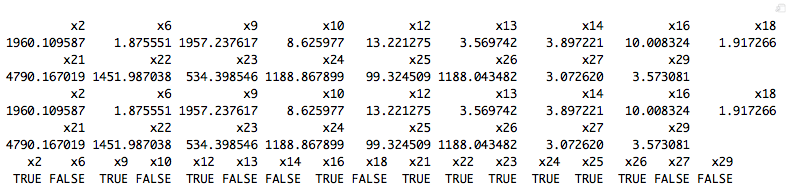 x2 x6 x9 x10 x12 x13 x14 x16 x18
1960.109587 1.875551 1957.237617 8.625977 13.221275 3.569742 3.897221 10.008324 1.917266
x21 x22 x23 x24 x25 x26 x27 x29
4790.167019 1451.987038 534.398546 1188.867899 99.324509 1188.043482 3.072620 3.573081
x2 x6 x9 x10 x12 x13 x14 x16 x18
1960.109587 1.875551 1957.237617 8.625977 13.221275 3.569742 3.897221 10.008324 1.917266
x21 x22 x23 x24 x25 x26 x27 x29
4790.167019 1451.987038 534.398546 1188.867899 99.324509 1188.043482 3.072620 3.573081
x2 x6 x9 x10 x12 x13 x14 x16 x18 x21 x22 x23 x24 x25 x26 x27 x29
TRUE FALSE TRUE FALSE TRUE FALSE FALSE TRUE FALSE TRUE TRUE TRUE TRUE TRUE TRUE FALSE FALSE